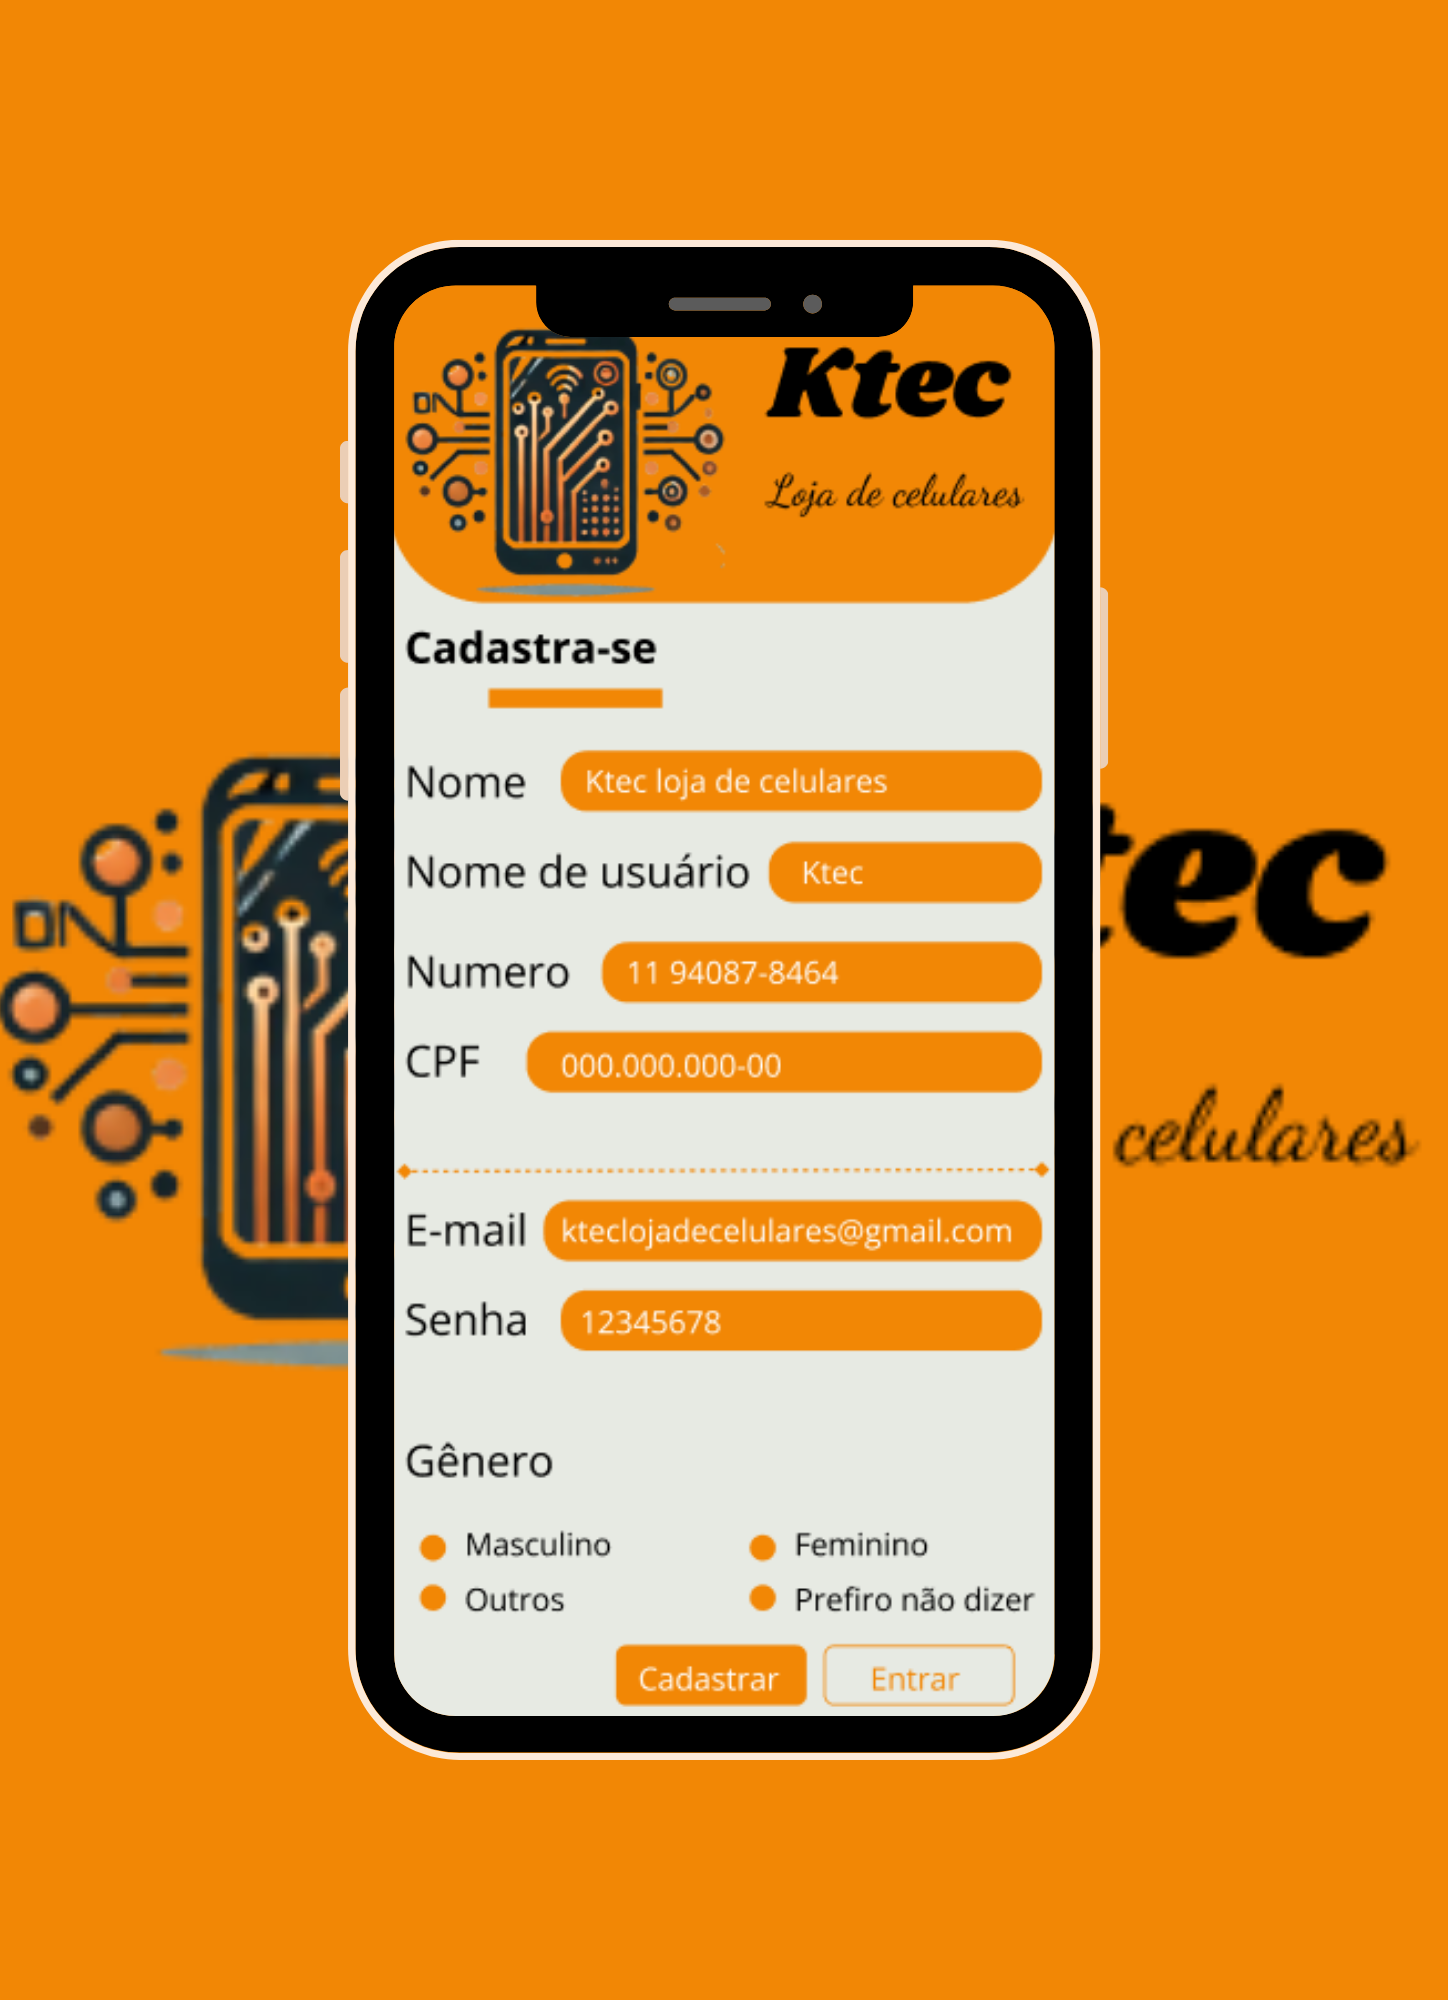 Ktec
Loja de celulares
Cadastra-se
Nome Ktec loja de celulares
Nome de usuário Ktec
Numero 11 94087-8464
CPF 000.000.000-00
E-mail kteclojadecelulares@gmail.com
Senha 12345678
Gênero
Masculino Feminino
Outros Prefiro não dizer
Cadastrar Entrar
tec
celulares